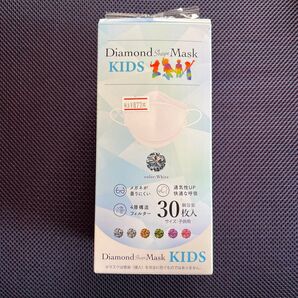 Diamond Shape Mask
KIDS
color:White
メガネが
曇りにくい
通気性UP
快適な呼吸
4層構造
フィルター
個包装
30枚入
サイズ:子供用
Diamond Shape Mask KIDS